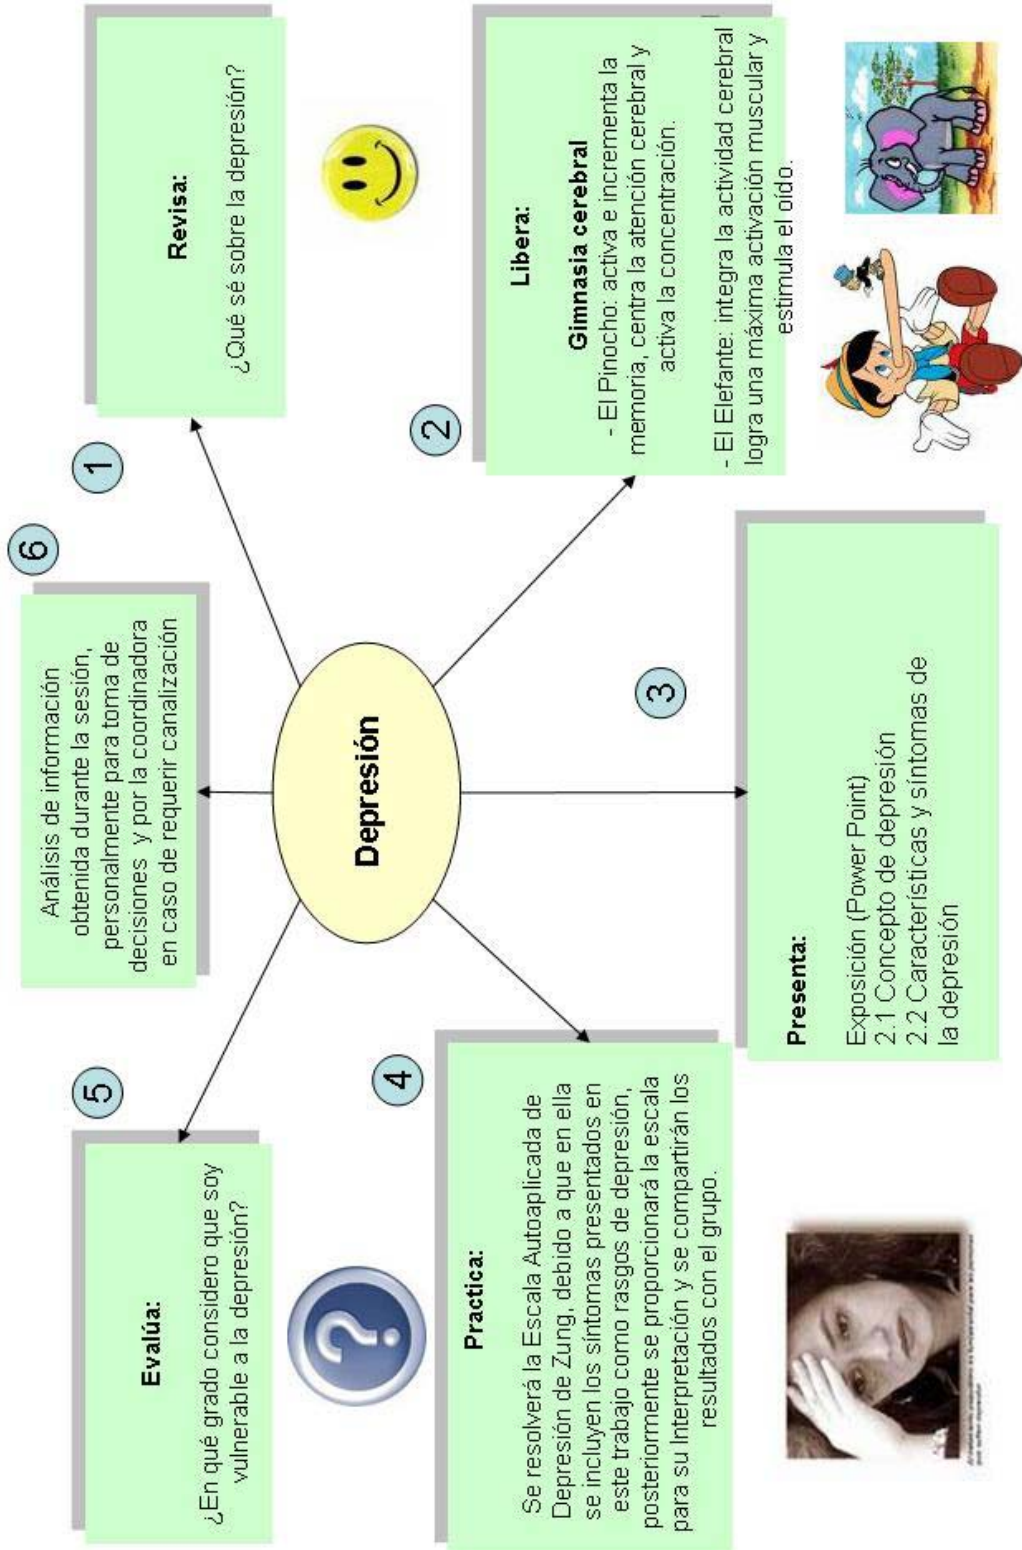 Depresión
1
Revisa:
¿Qué sé sobre la depresión?
2
Libera:
Gimnasia cerebral
- El Pinocho: activa e incrementa la
memoria, centra la atención cerebral y
activa la concentración.
- El Elefante: integra la actividad cerebral
logra una máxima activación muscular y
estimula el oído.
3
Presenta:
Exposición (Power Point)
2.1 Concepto de depresión
2.2 Características y síntomas de
la depresión
4
Practica:
Se resolverá la Escala Autoaplicada de
Depresión de Zung, debido a que en ella
se incluyen los síntomas presentados en
este trabajo como rasgos de depresión,
posteriormente se proporcionará la escala
para su Interpretación y se compartirán los
resultados con el grupo.
5
Evalúa:
¿En qué grado considero que soy
vulnerable a la depresión?
?
6
Análisis de información
obtenida durante la sesión,
personalmente para toma de
decisiones y por la coordinadora
en caso de requerir canalización